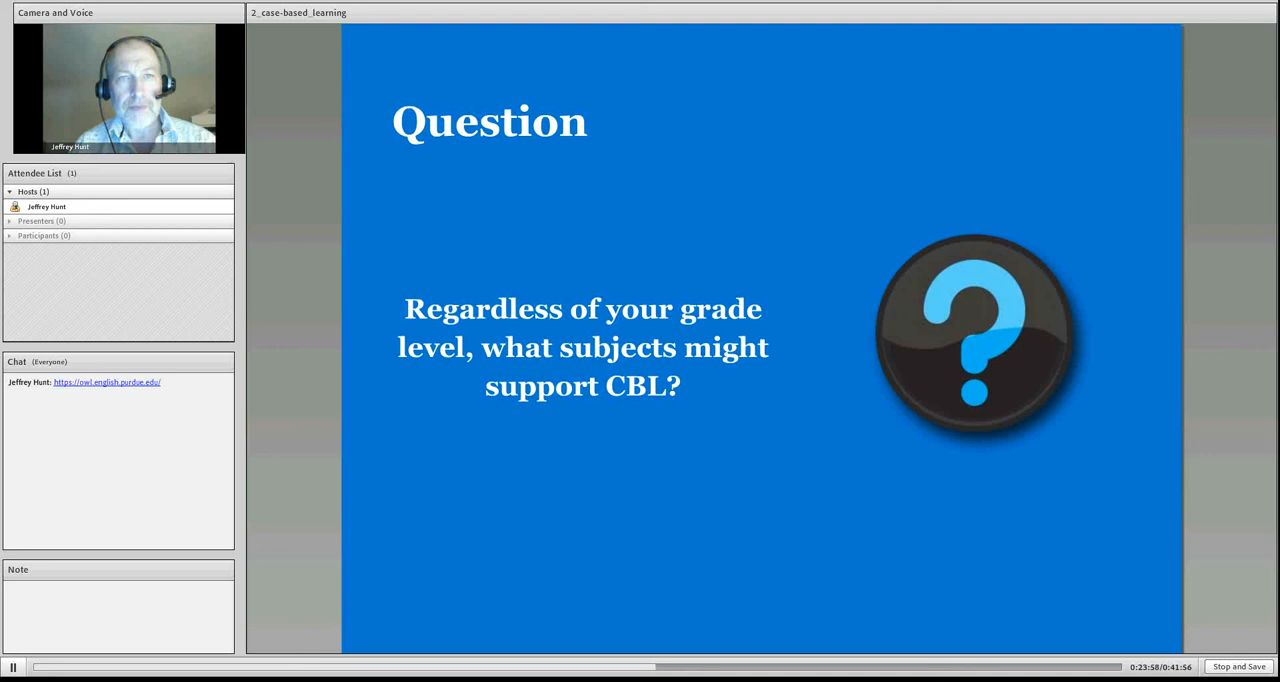 Camera and Voice
Jeffrey Hunt
Attendee List (1)
Hosts (1)
Jeffrey Hunt
Presenters (0)
Participants (0)
Chat (Everyone)
Jeffrey Hunt: https://owl.english.purdue.edu/
Note
2_case-based_learning
Question
Regardless of your grade
level, what subjects might
support CBL?
?
0:23:58/0:41:56
Stop and Save